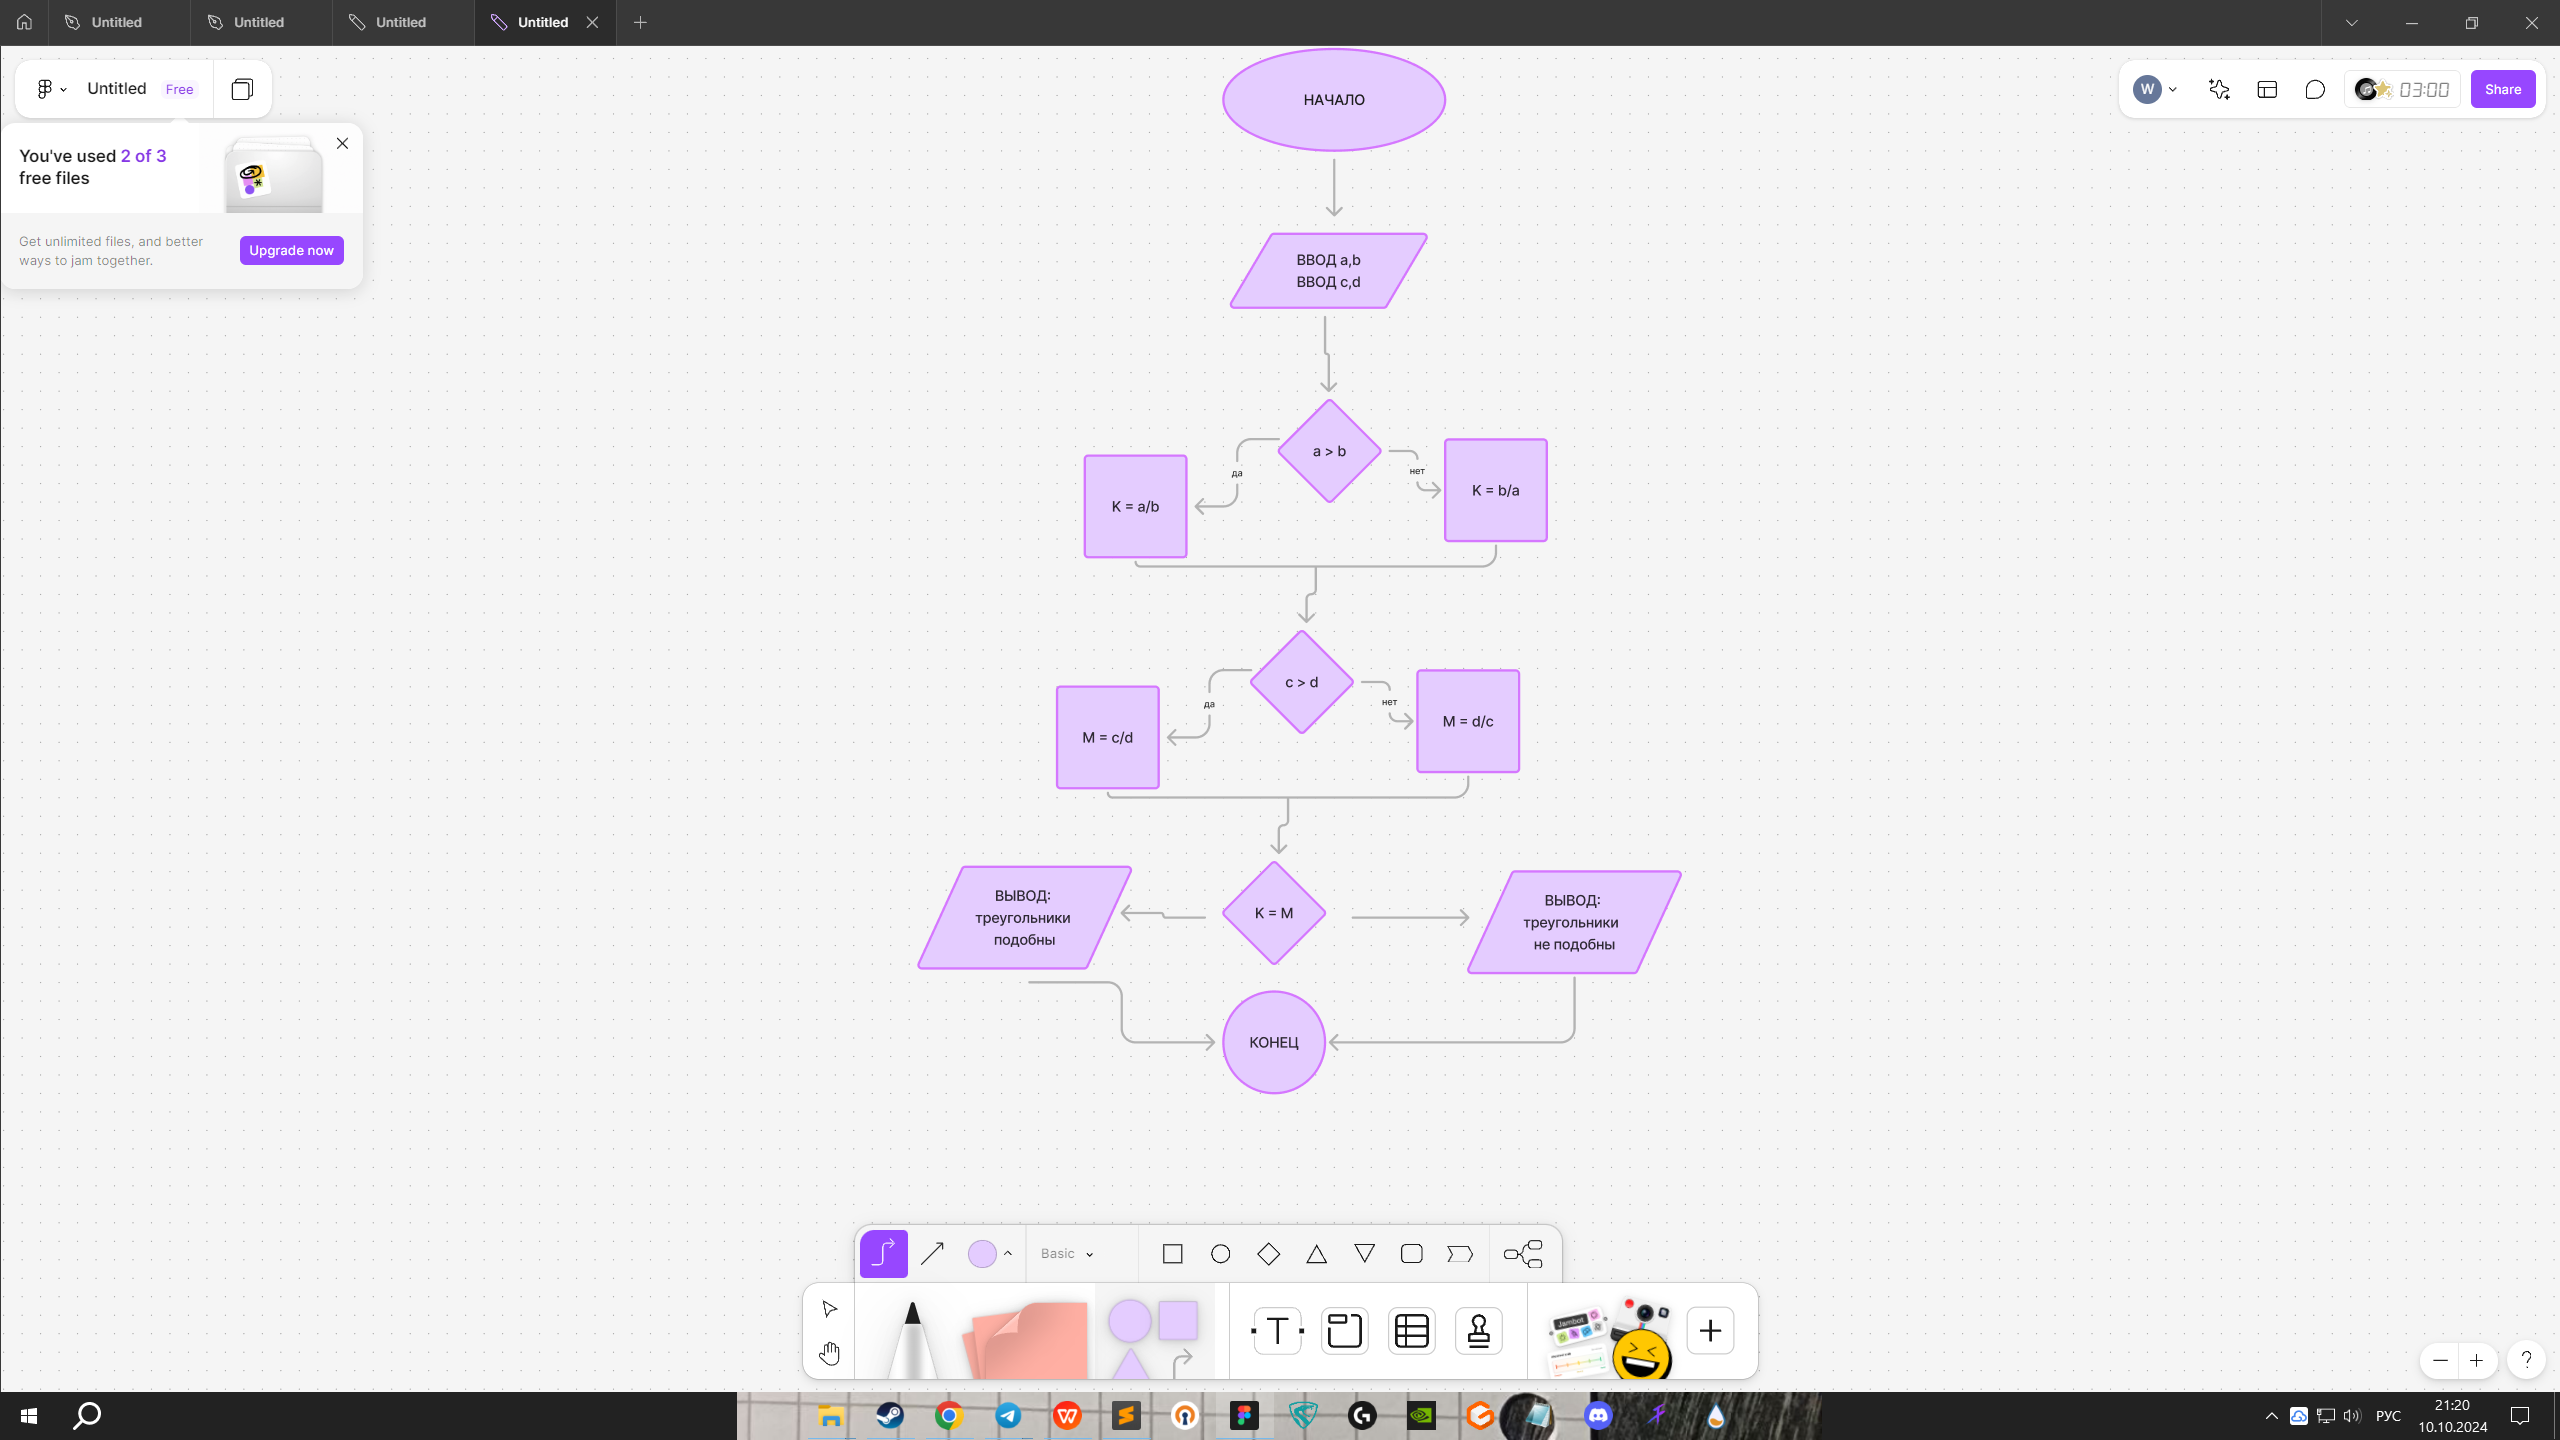 Untitled
Untitled
Untitled
Untitled
Untitled
Free
W
03:00
Share
You've used 2 of 3
free files
Get unlimited files, and better
ways to jam together.
Upgrade now
НАЧАЛО
ВВОД a,b
ВВОД c,d
a > b
да
нет
K = a/b
K = b/a
c > d
да
нет
M = c/d
M = d/c
K = M
ВЫВОД:
треугольники
подобны
ВЫВОД:
треугольники
не подобны
КОНЕЦ
Basic
T
Jambot
?
РУС
21:20
10.10.2024